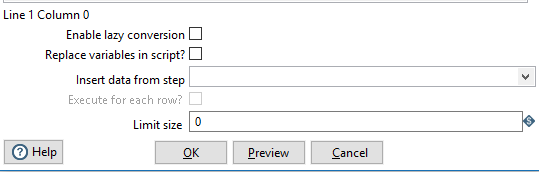 Line 1 Column 0
Enable lazy conversion
Replace variables in script?
Insert data from step
Execute for each row?
Limit size 0
Help OK Preview Cancel